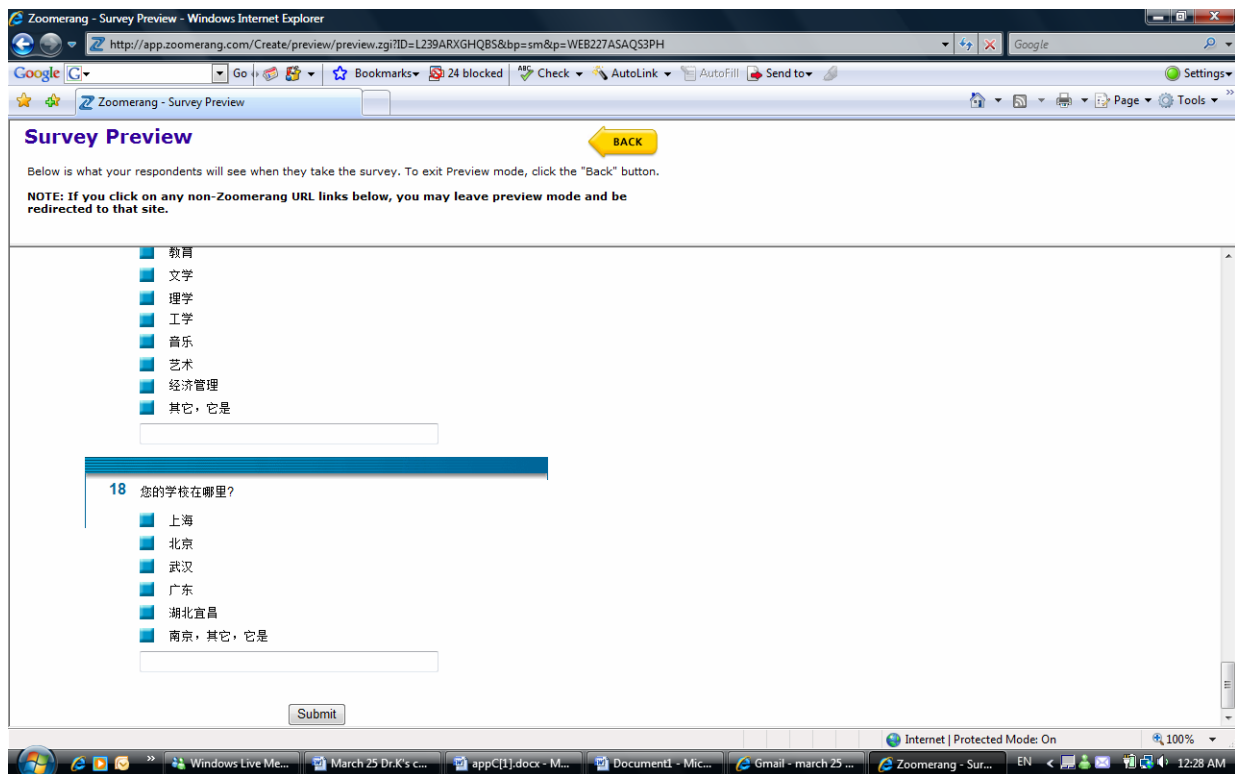 Zoomerang - Survey Preview - Windows Internet Explorer
http://app.zoomerang.com/Create/preview/preview.zgi?ID=L239ARXGHQBS&bp=sm&p=WEB227ASAQS3PH
Google
Google G Go Bookmarks 24 blocked ABC Check AutoLink AutoFill Send to Settings
Zoomerang - Survey Preview Page Tools
Survey Preview
BACK
Below is what your respondents will see when they take the survey. To exit Preview mode, click the "Back" button.
NOTE: If you click on any non-Zoomerang URL links below, you may leave preview mode and be
redirected to that site.
教育
文学
理学
工学
音乐
艺术
经济管理
其它，它是
18 您的学校在哪里?
上海
北京
武汉
广东
湖北宜昌
南京，其它，它是
Submit
Internet | Protected Mode: On 100%
Windows Live Me... March 25 Dr.K's c... appC[1].docx - M... Document1 - Mic... Gmail - march 25 ... Zoomerang - Sur... EN 12:28 AM